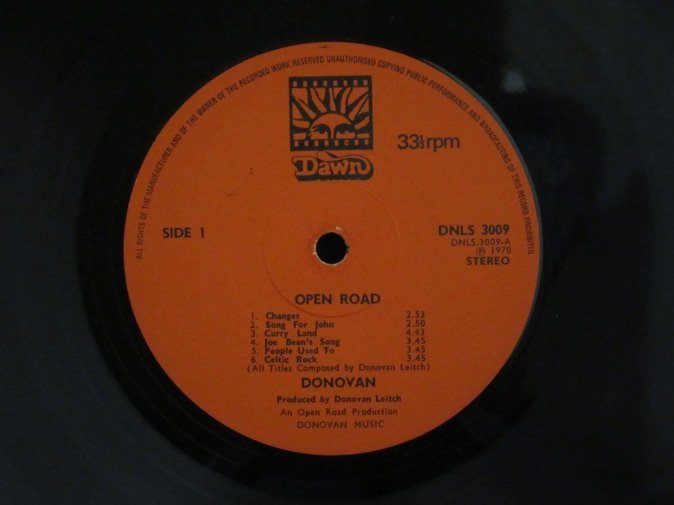 ALL RIGHTS OF THE MANUFACTURER AND OF THE OWNER OF THE RECORDED WORK RESERVED UNAUTHORISED COPYING PUBLIC PERFORMANCE AND BROADCASTING OF THIS RECORD PROHIBITED
Dawn
33⅓rpm
SIDE 1
DNLS 3009
DNLS 3009-A
Ⓟ 1970
STEREO
OPEN ROAD
1. Changes 2.53
2. Song For John 2.50
3. Curry Land 4.43
4. Joe Bean's Song 3.45
5. People Used To 3.45
6. Celtic Rock 3.45
(All Titles Composed by Donovan Leitch)
DONOVAN
Produced by Donovan Leitch
An Open Road Production
DONOVAN MUSIC